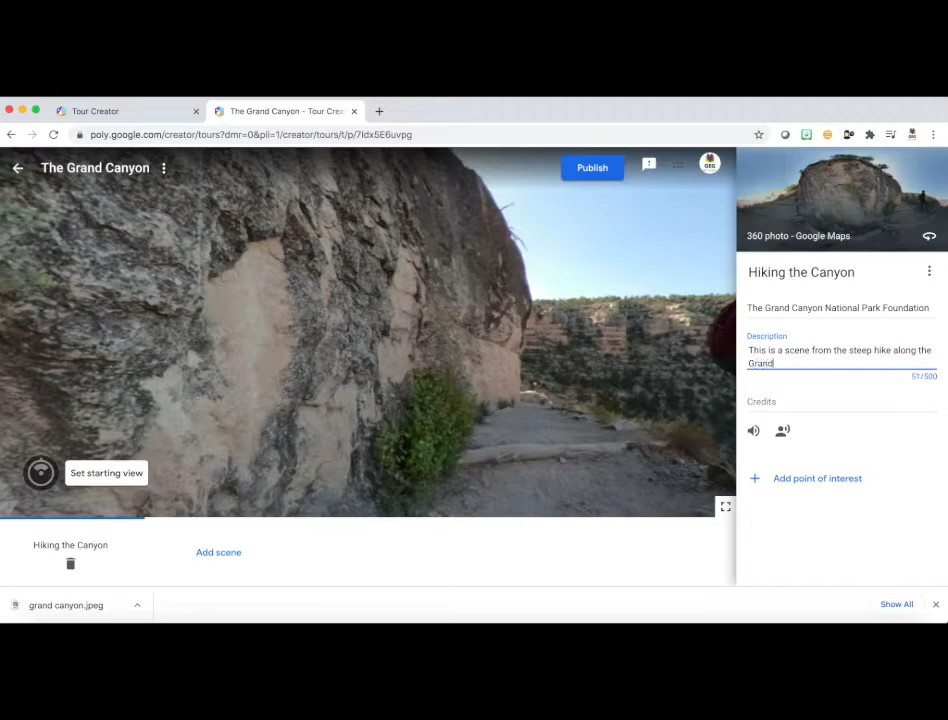 Tour Creator
The Grand Canyon - Tour Crea
poly.google.com/creator/tours?dmr=0&pli=1/creator/tours/t/p/7ldx5E6uvpg
The Grand Canyon
Publish
360 photo - Google Maps
Hiking the Canyon
The Grand Canyon National Park Foundation
Description
This is a scene from the steep hike along the
Grand
51/500
Credits
Set starting view
Add point of interest
Hiking the Canyon
Add scene
grand canyon.jpeg
Show All